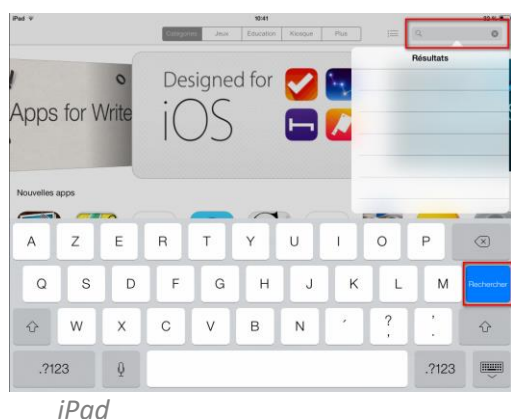 iPad 10:41 93 %
Catégories Jeux Éducation Kiosque Plus
Résultats
Apps for Write
Designed for
iOS
Nouvelles apps
A Z E R T Y U I O P
Q S D F G H J K L M Rechercher
W X C V B N ´ ? , ' .
.?123 .?123
iPad